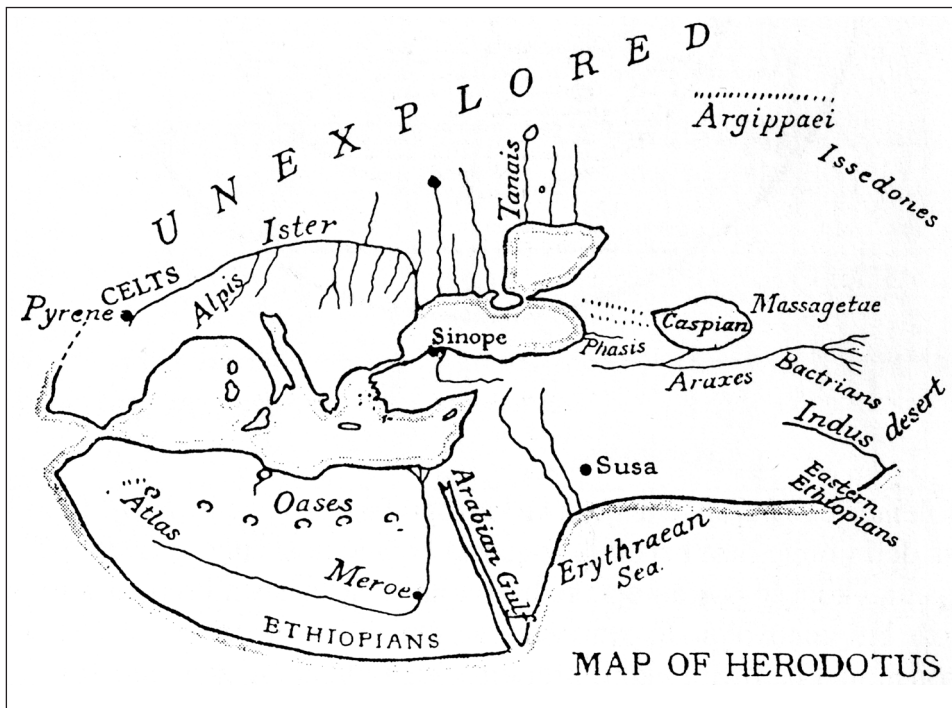 UNEXPLORED
Argippaei
Issedones
Tanais
Ister
CELTS
Alpis
Pyrene
Massagetae
Caspian
Sinope
Phasis
Araxes
Bactrians
Indus
desert
Susa
Eastern
Ethiopians
Oases
Atlas
Arabian Gulf
Erythraean
Sea.
Meroe
ETHIOPIANS
MAP OF HERODOTUS